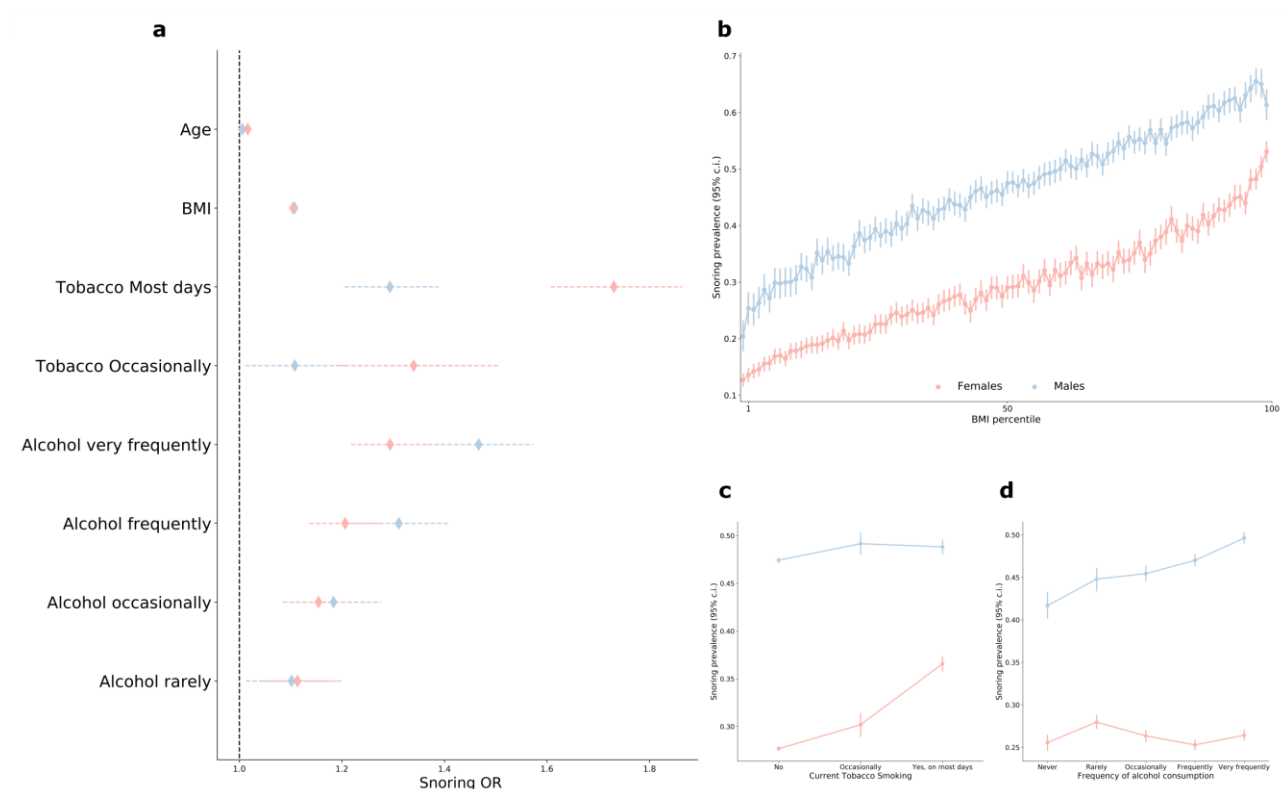 a
Age
BMI
Tobacco Most days
Tobacco Occasionally
Alcohol very frequently
Alcohol frequently
Alcohol occasionally
Alcohol rarely
1.0 1.2 1.4 1.6 1.8
Snoring OR
b
Snoring prevalence (95% c.i.)
0.7
0.6
0.5
0.4
0.3
0.2
0.1
Females Males
1 50 100
BMI percentile
c
Snoring prevalence (95% c.i.)
0.50
0.45
0.40
0.35
0.30
No Occasionally Yes, on most days
Current Tobacco Smoking
d
Snoring prevalence (95% c.i.)
0.50
0.45
0.40
0.35
0.30
0.25
Never Rarely Occasionally Frequently Very frequently
Frequency of alcohol consumption